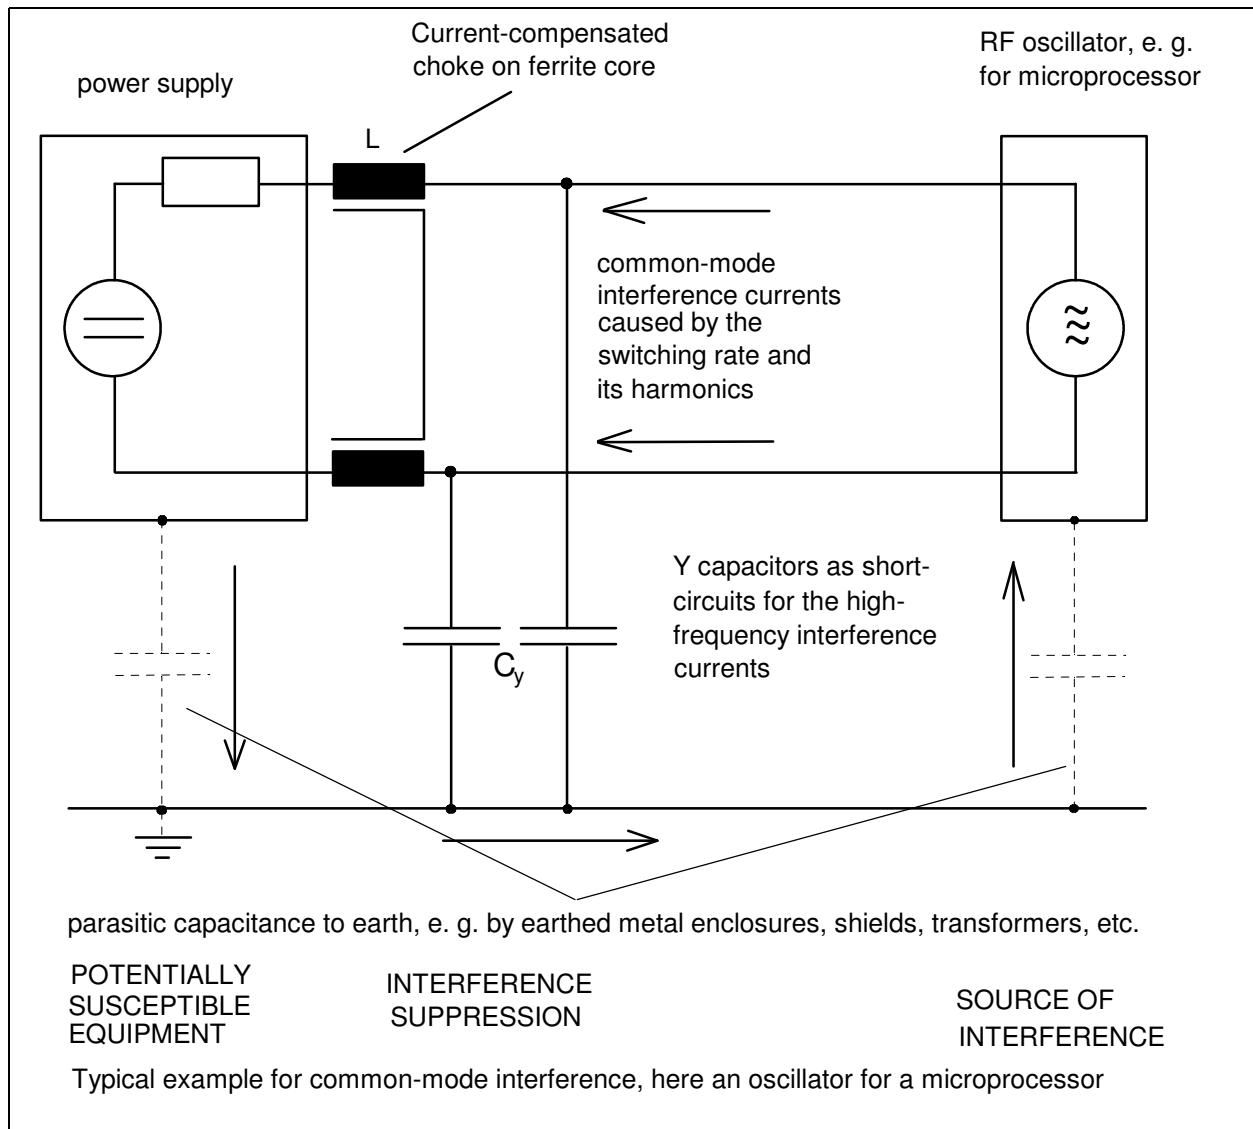 Current-compensated
choke on ferrite core
RF oscillator, e. g.
for microprocessor
power supply
L
common-mode
interference currents
caused by the
switching rate and
its harmonics
Y capacitors as short-
circuits for the high-
frequency interference
currents
Cy
parasitic capacitance to earth, e. g. by earthed metal enclosures, shields, transformers, etc.
POTENTIALLY
SUSCEPTIBLE
EQUIPMENT
INTERFERENCE
SUPPRESSION
SOURCE OF
INTERFERENCE
Typical example for common-mode interference, here an oscillator for a microprocessor